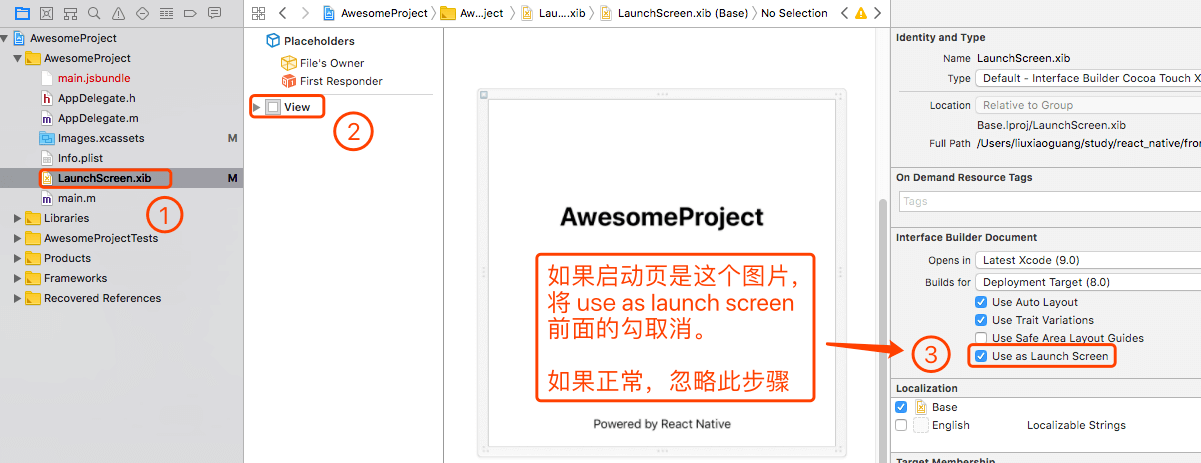 AwesomeProject
AwesomeProject
main.jsbundle
AppDelegate.h
AppDelegate.m
Images.xcassets M
Info.plist
LaunchScreen.xib M
main.m
Libraries
AwesomeProjectTests
Products
Frameworks
Recovered References
1
AwesomeProject
Aw...ject
Lau....xib
LaunchScreen.xib (Base)
No Selection
Placeholders
File's Owner
First Responder
View
2
AwesomeProject
如果启动页是这个图片，
将 use as launch screen
前面的勾取消。
如果正常，忽略此步骤
Powered by React Native
3
Identity and Type
Name LaunchScreen.xib
Type Default - Interface Builder Cocoa Touch X
Location Relative to Group
Base.lproj/LaunchScreen.xib
Full Path /Users/liuxiaoguang/study/react_native/fron
On Demand Resource Tags
Tags
Interface Builder Document
Opens in Latest Xcode (9.0)
Builds for Deployment Target (8.0)
Use Auto Layout
Use Trait Variations
Use Safe Area Layout Guides
Use as Launch Screen
Localization
Base
English Localizable Strings
Target Membership